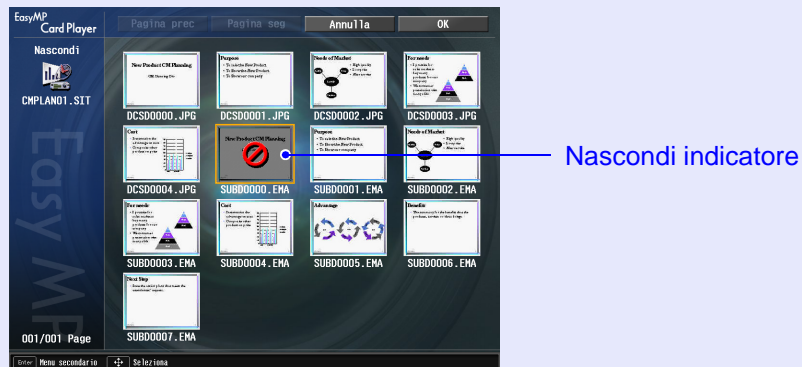 EasyMP
Card Player
Pagina prec
Pagina seg
Annulla
OK
Nascondi
CMPLAN01.SIT
New Product CM Planning
Purpose
Needs of Market
For needs
DCSD0000.JPG
DCSD0001.JPG
DCSD0002.JPG
DCSD0003.JPG
Cost
New Product CM Planning
Purpose
Needs of Market
Nascondi indicatore
DCSD0004.JPG
SUBD0000.EMA
SUBD0001.EMA
SUBD0002.EMA
For needs
Cost
Advantage
Benefits
SUBD0003.EMA
SUBD0004.EMA
SUBD0005.EMA
SUBD0006.EMA
Next Step
SUBD0007.EMA
EasyMP
001/001 Page
Enter Menu secondario
Seleziona